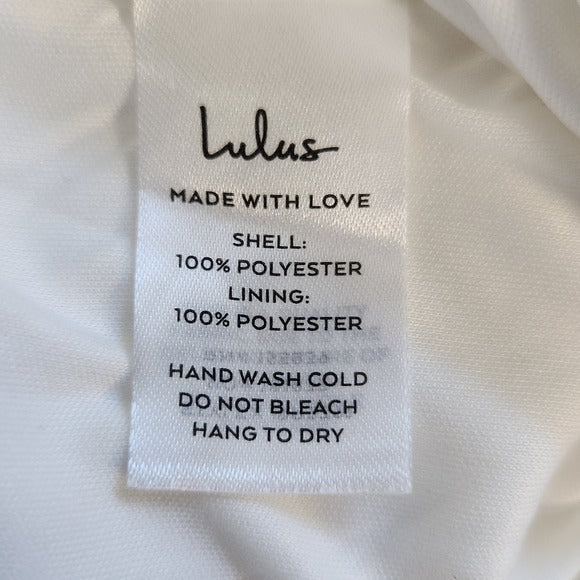 Lulus
MADE WITH LOVE
SHELL:
100% POLYESTER
LINING:
100% POLYESTER
HAND WASH COLD
DO NOT BLEACH
HANG TO DRY